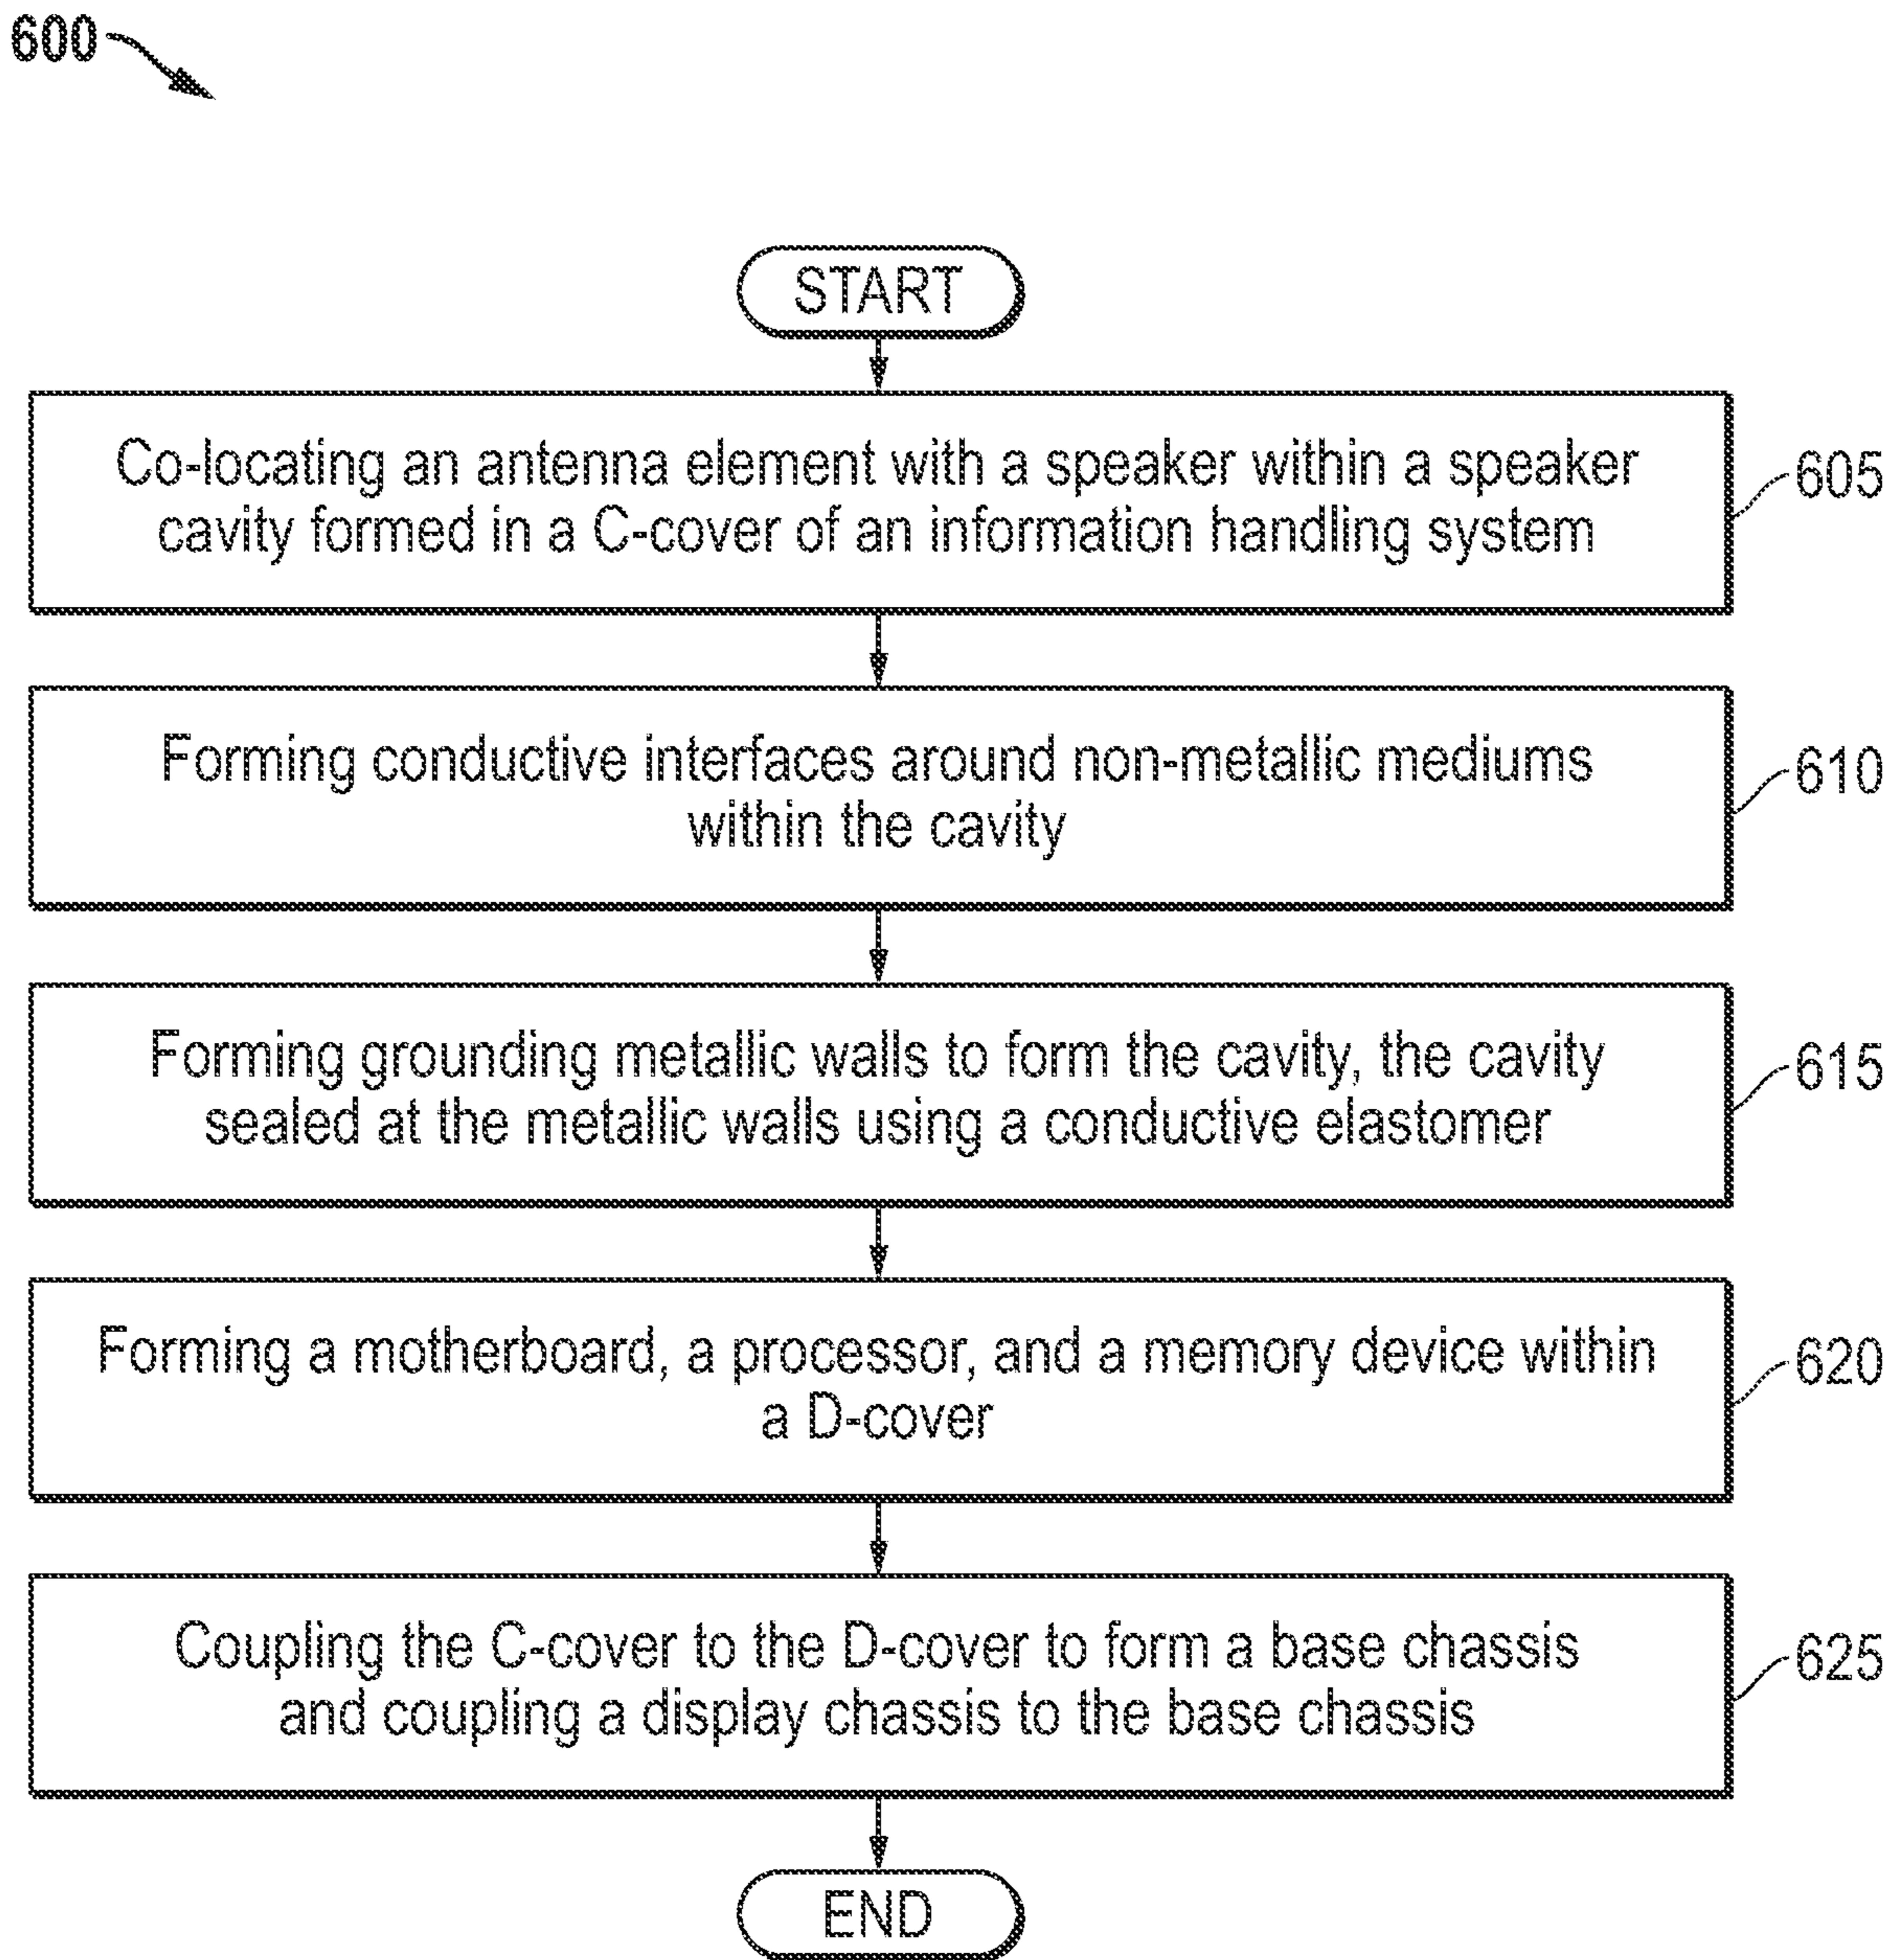 600
START
Co-locating an antenna element with a speaker within a speaker
cavity formed in a C-cover of an information handling system
605
Forming conductive interfaces around non-metallic mediums
within the cavity
610
Forming grounding metallic walls to form the cavity, the cavity
sealed at the metallic walls using a conductive elastomer
615
Forming a motherboard, a processor, and a memory device within
a D-cover
620
Coupling the C-cover to the D-cover to form a base chassis
and coupling a display chassis to the base chassis
625
END